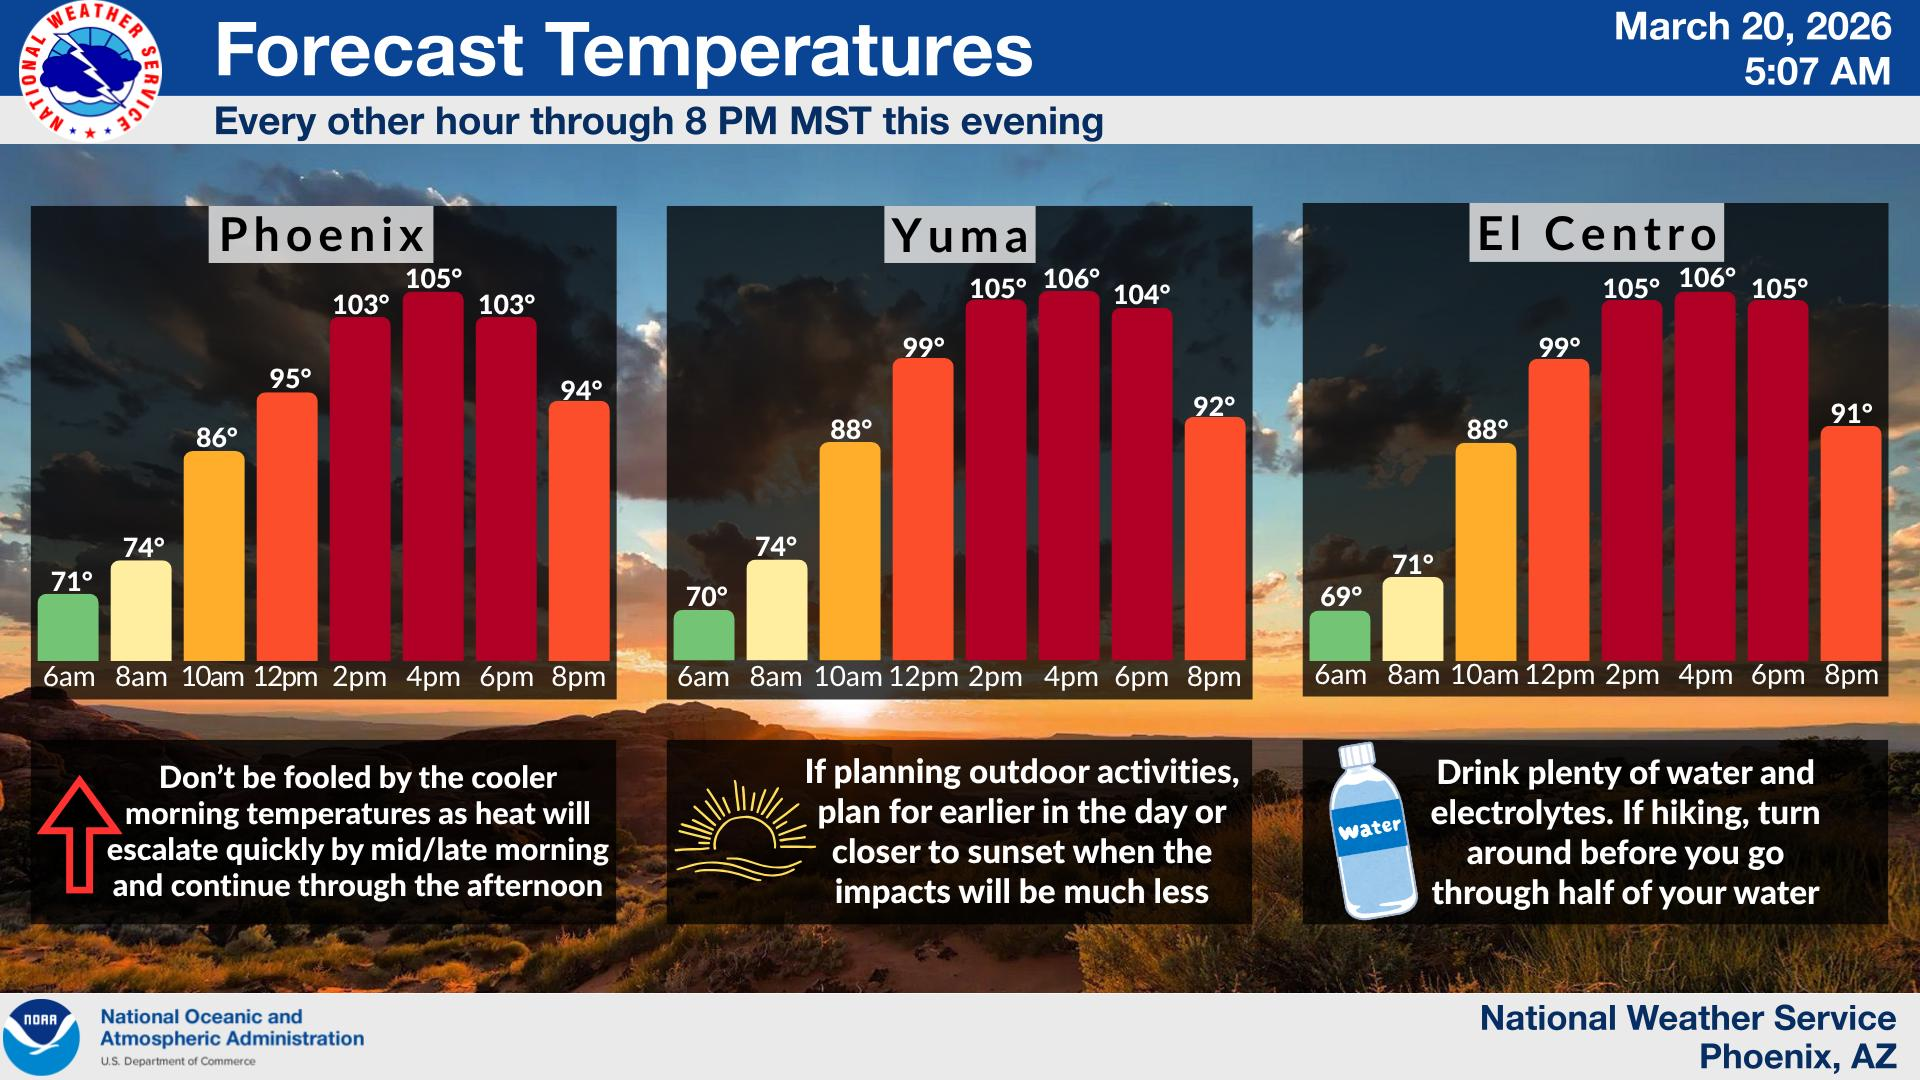 NATIONAL WEATHER SERVICE
Forecast Temperatures
March 20, 2026
5:07 AM
Every other hour through 8 PM MST this evening
Phoenix
71°
74°
86°
95°
103°
105°
103°
94°
6am 8am 10am 12pm 2pm 4pm 6pm 8pm
Yuma
70°
74°
88°
99°
105°
106°
104°
92°
6am 8am 10am 12pm 2pm 4pm 6pm 8pm
El Centro
69°
71°
88°
99°
105°
106°
105°
91°
6am 8am 10am 12pm 2pm 4pm 6pm 8pm
Don't be fooled by the cooler
morning temperatures as heat will
escalate quickly by mid/late morning
and continue through the afternoon
If planning outdoor activities,
plan for earlier in the day or
closer to sunset when the
impacts will be much less
Water
Drink plenty of water and
electrolytes. If hiking, turn
around before you go
through half of your water
NOAA
National Oceanic and
Atmospheric Administration
U.S. Department of Commerce
National Weather Service
Phoenix, AZ